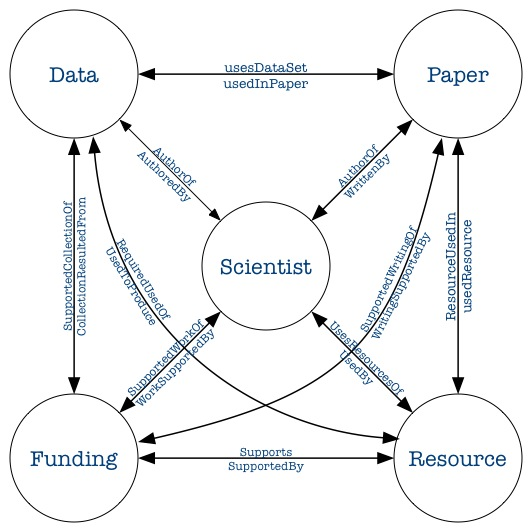 Data
usesDataSet
usedInPaper
Paper
AuthorOf
AuthoredBy
AuthorOf
WrittenBy
SupportedCollectionOf
CollectionResultedFrom
RequiredUseOf
UsedToProduce
Scientist
SupportedWritingOf
WritingSupportedBy
ResourceUsedIn
usedResource
SupportedWorkOf
WorkSupportedBy
UsesResourcesOf
UsedBy
Funding
Supports
SupportedBy
Resource